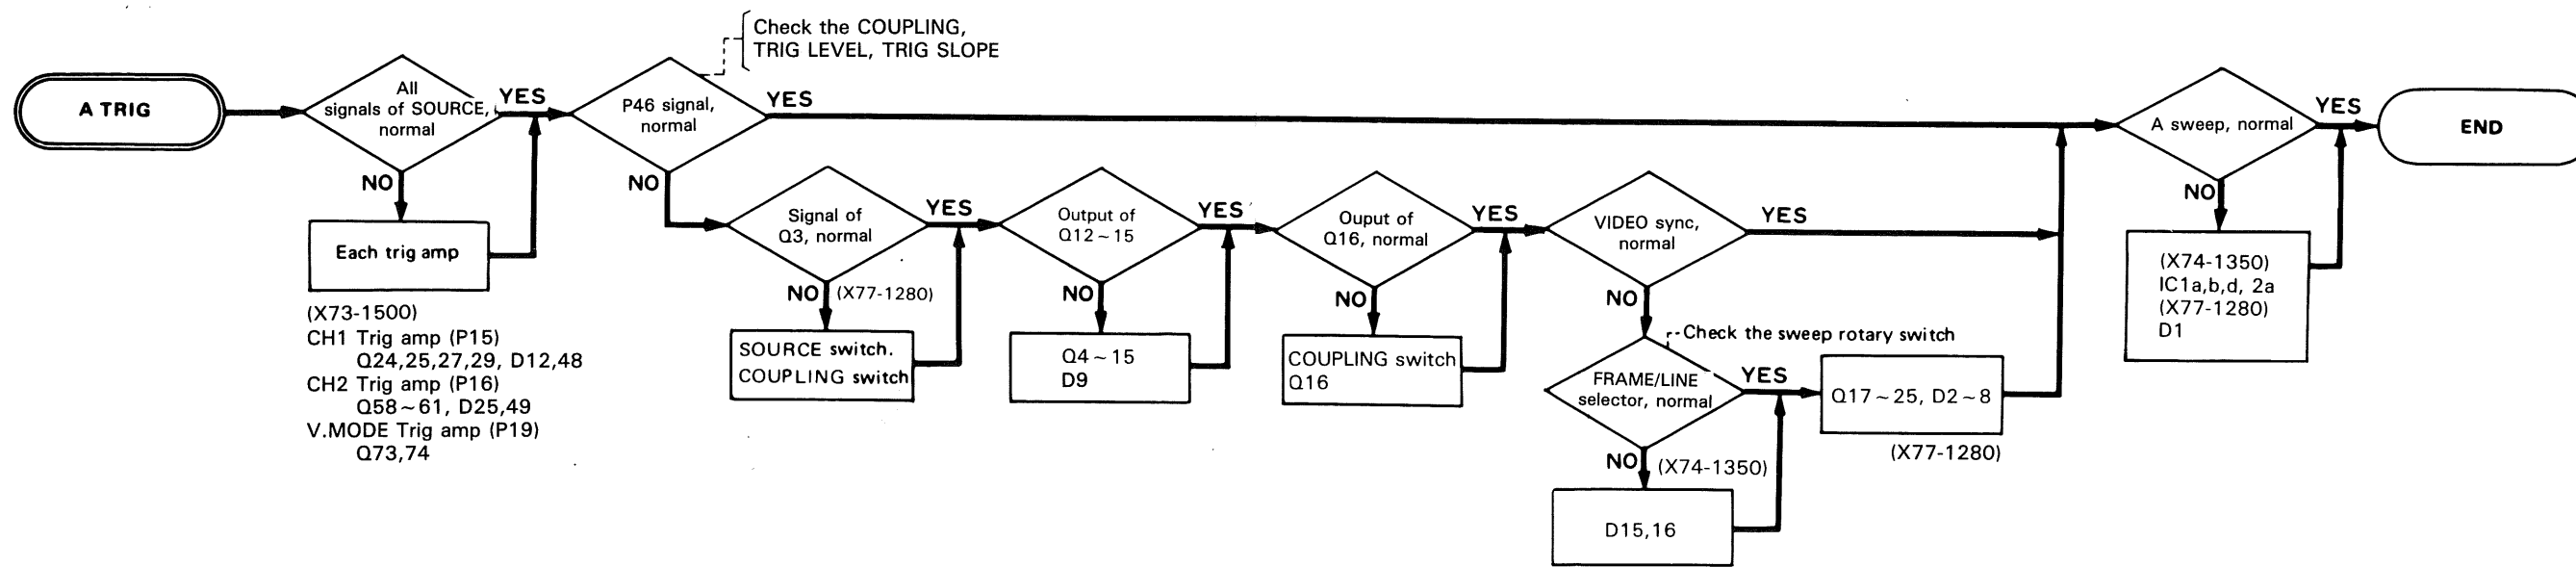 Check the COUPLING,
TRIG LEVEL, TRIG SLOPE
A TRIG
All
signals of SOURCE,
normal
YES
NO
Each trig amp
(X73-1500)
CH1 Trig amp (P15)
Q24,25,27,29, D12,48
CH2 Trig amp (P16)
Q58~61, D25,49
V.MODE Trig amp (P19)
Q73,74
P46 signal,
normal
YES
NO
Signal of
Q3, normal
YES
NO
(X77-1280)
SOURCE switch.
COUPLING switch
Output of
Q12~15
YES
NO
Q4~15
D9
Ouput of
Q16, normal
YES
NO
COUPLING switch
Q16
VIDEO sync,
normal
YES
NO
Check the sweep rotary switch
FRAME/LINE
selector, normal
YES
NO
(X74-1350)
D15,16
Q17~25, D2~8
(X77-1280)
A sweep, normal
YES
NO
(X74-1350)
IC1a,b,d, 2a
(X77-1280)
D1
END